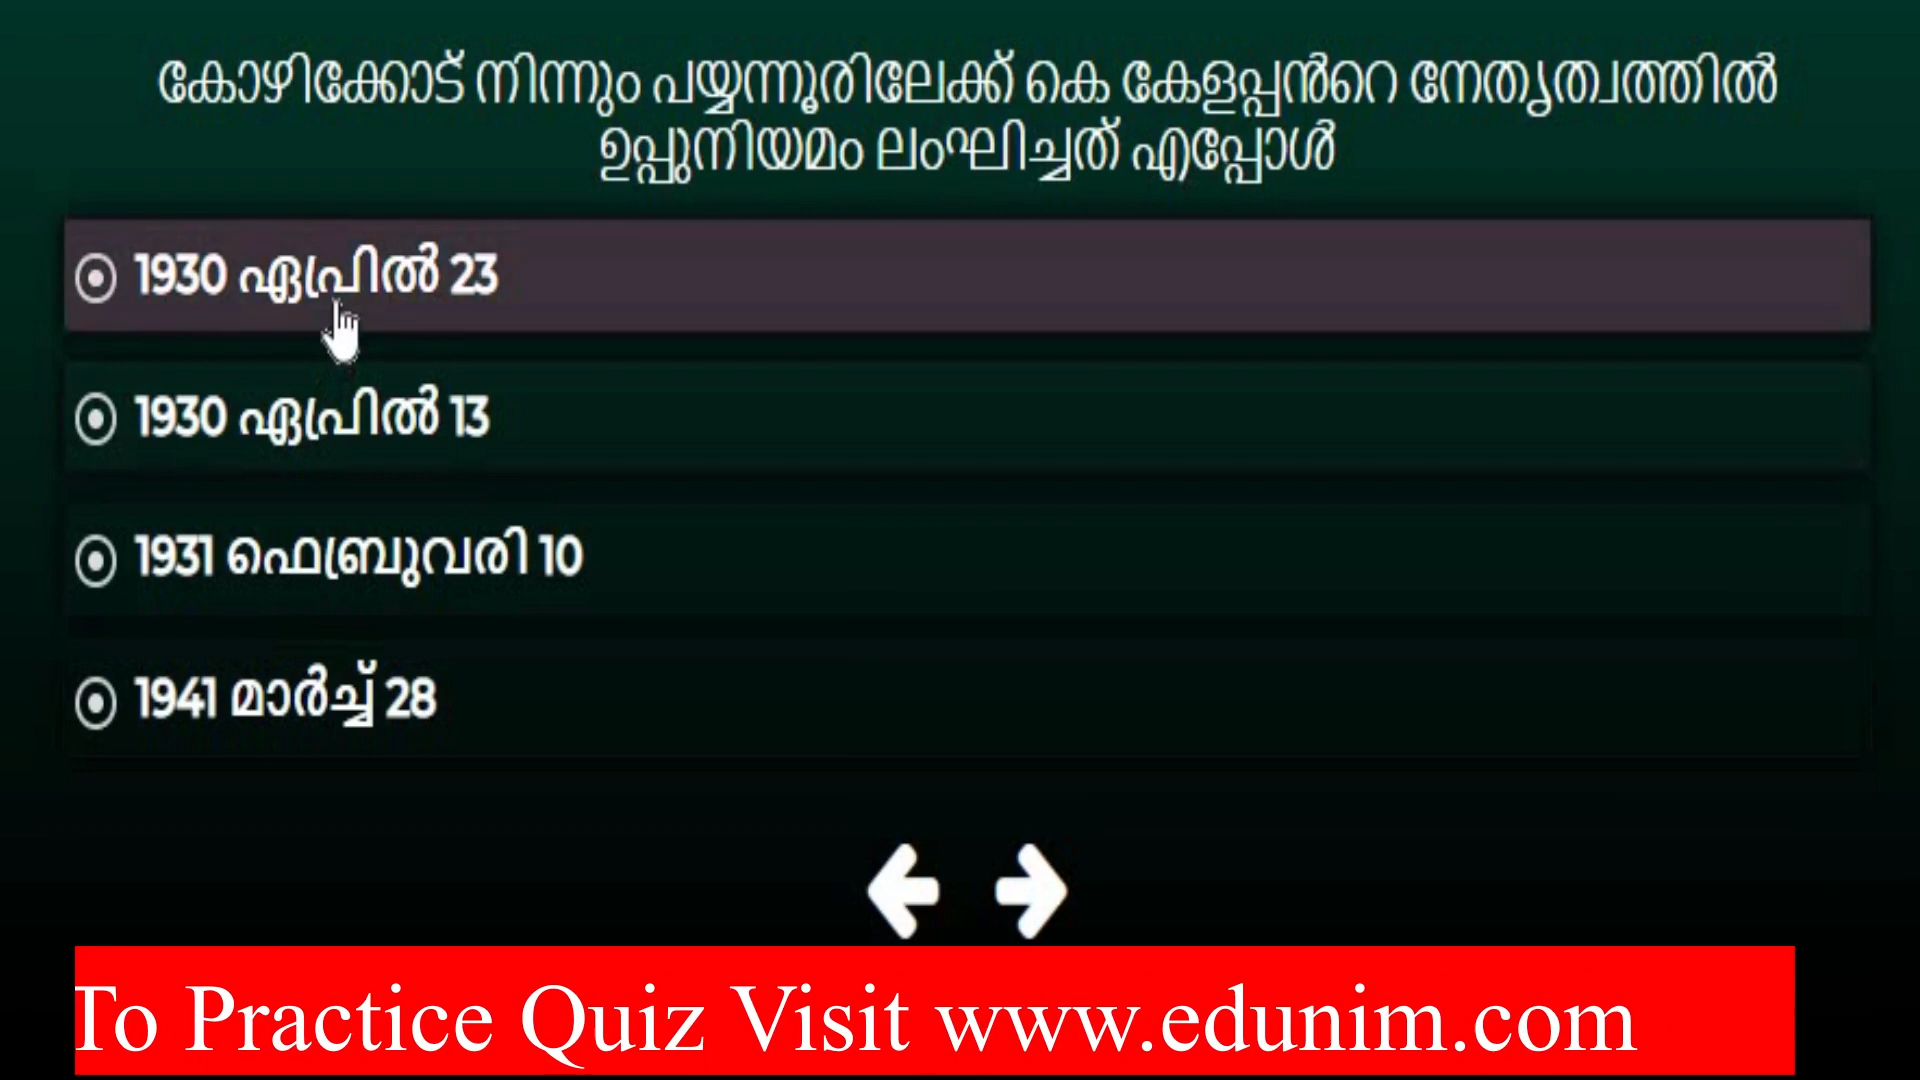 കോഴിക്കോട് നിന്നും പയ്യന്നൂരിലേക്ക് കെ കേളപ്പൻറെ നേതൃത്വത്തിൽ
ഉപ്പുനിയമം ലംഘിച്ചത് എപ്പോൾ
1930 ഏപ്രിൽ 23
1930 ഏപ്രിൽ 13
1931 ഫെബ്രുവരി 10
1941 മാർച്ച് 28
To Practice Quiz Visit www.edunim.com